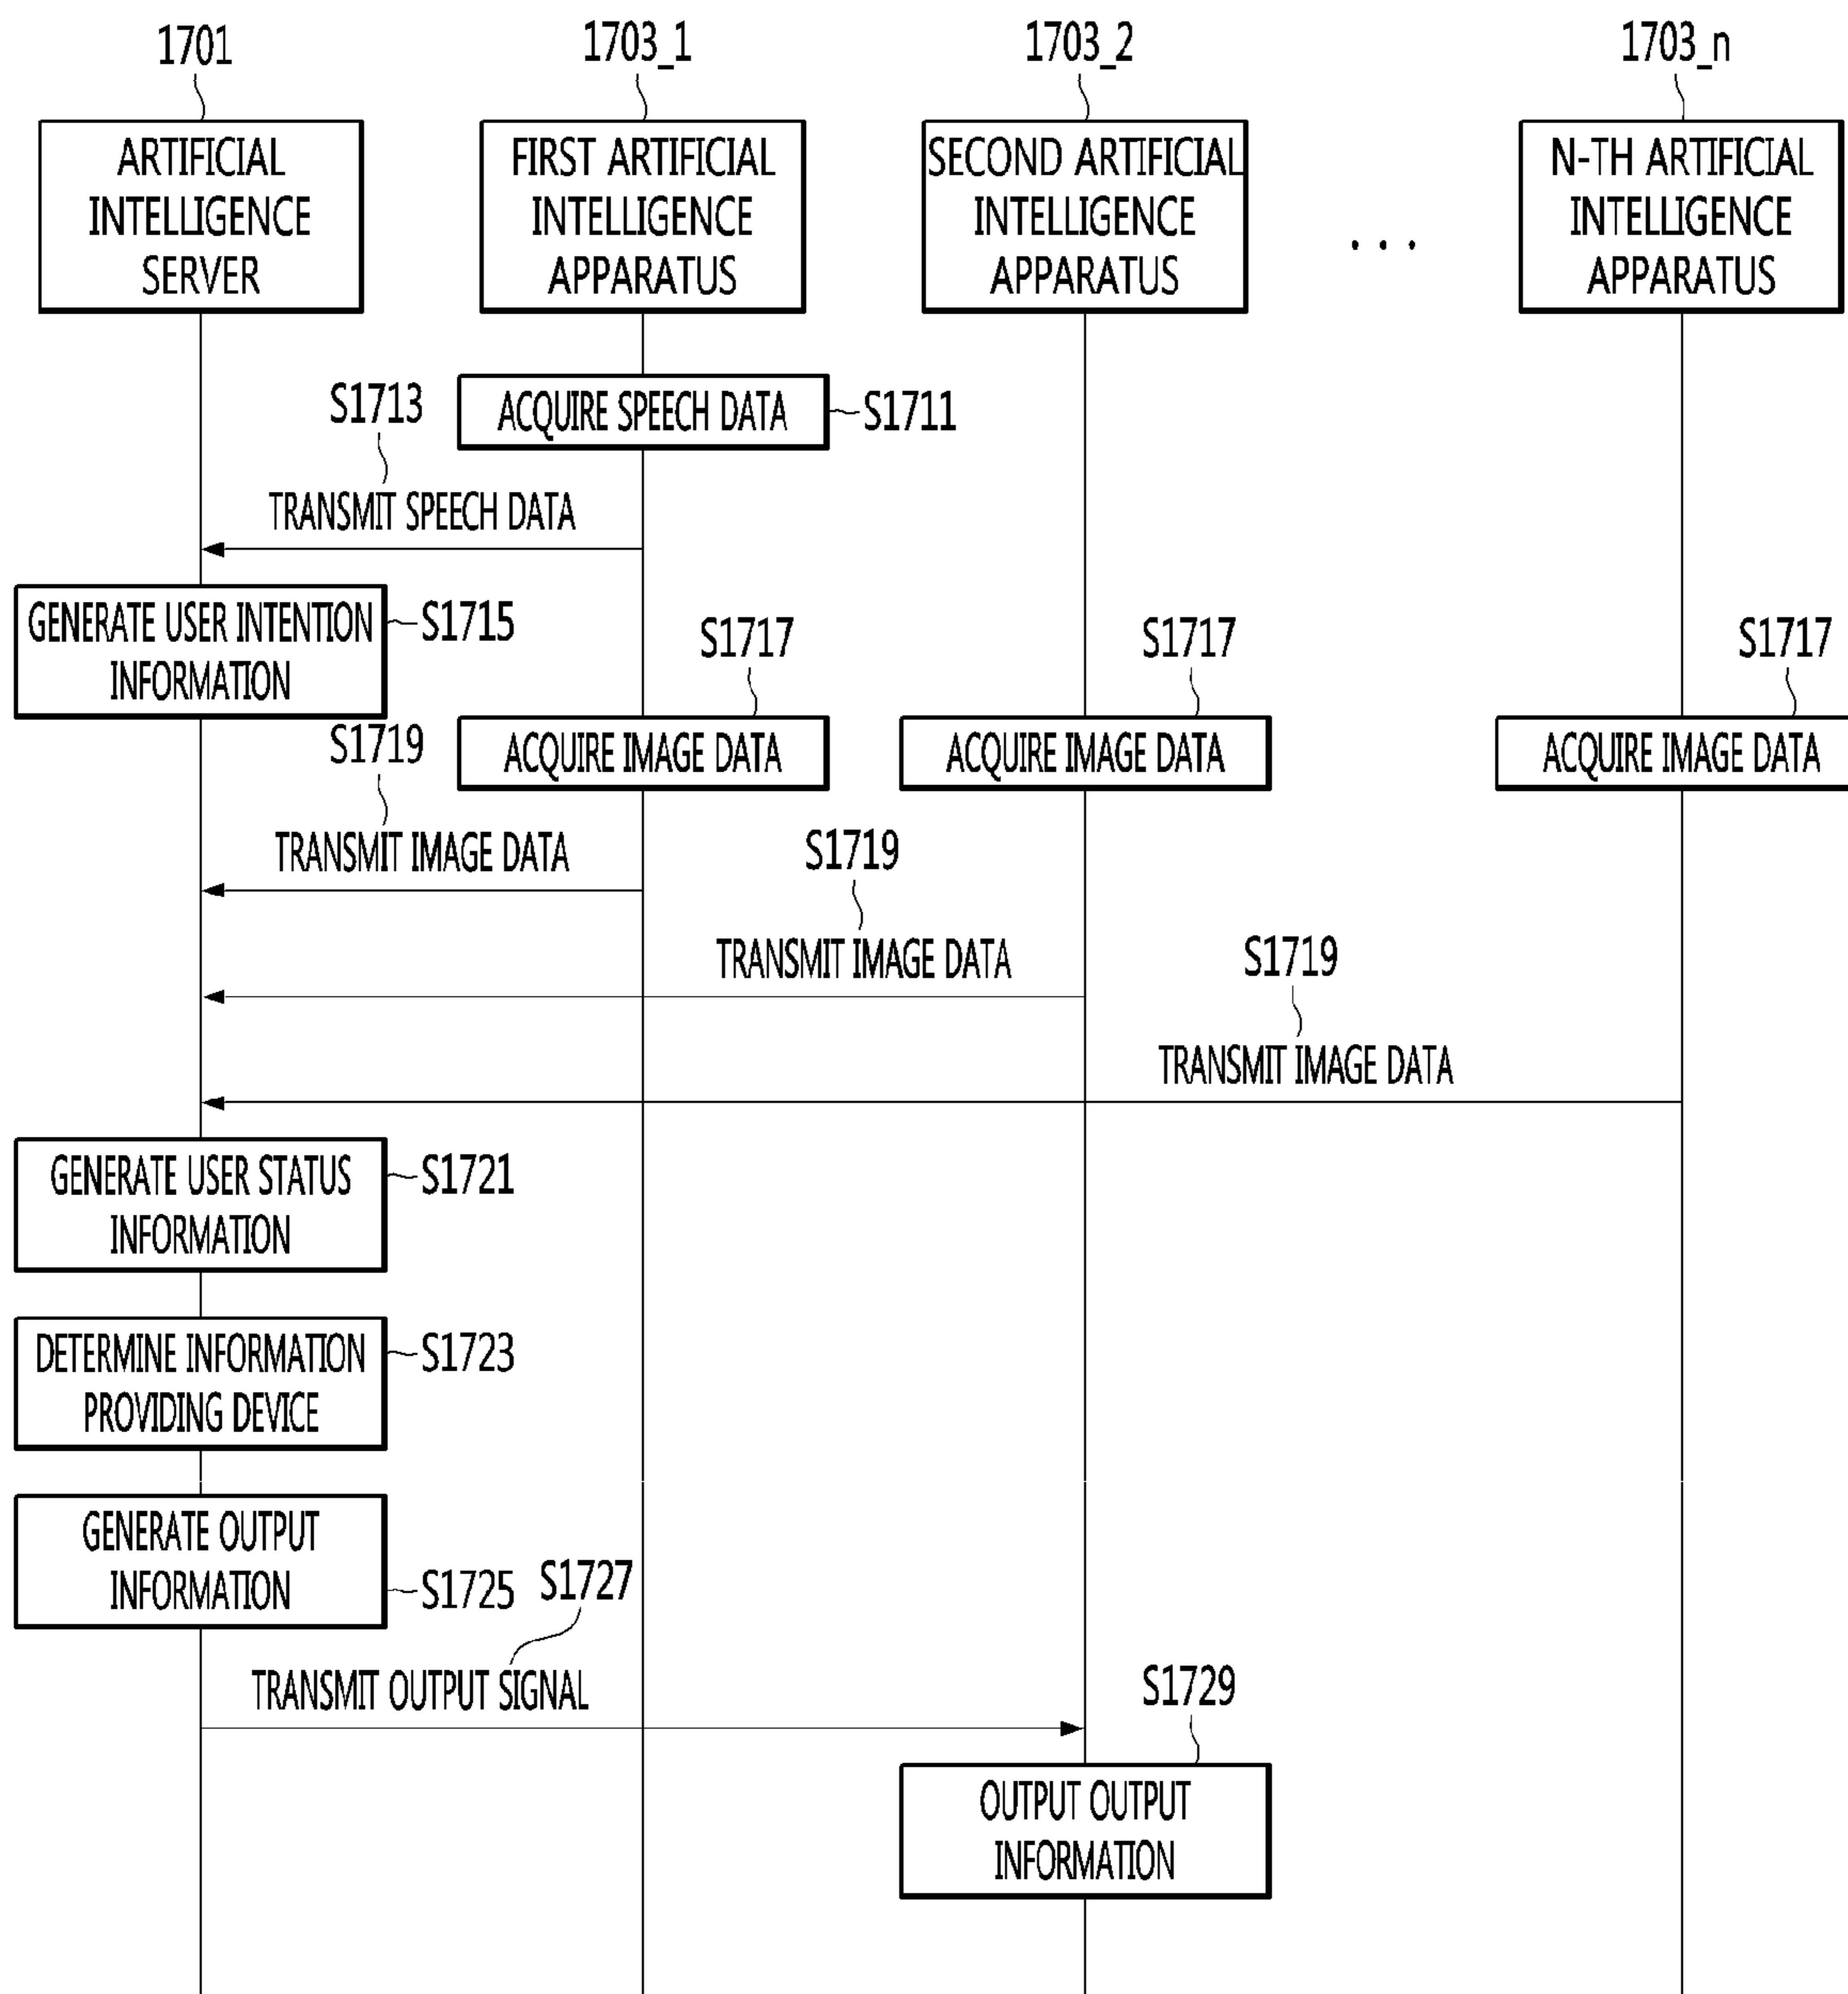 1701
1703_1
1703_2
1703_n
ARTIFICIAL
INTELLIGENCE
SERVER
FIRST ARTIFICIAL
INTELLIGENCE
APPARATUS
SECOND ARTIFICIAL
INTELLIGENCE
APPARATUS
. . .
N-TH ARTIFICIAL
INTELLIGENCE
APPARATUS
ACQUIRE SPEECH DATA
S1711
S1713
TRANSMIT SPEECH DATA
GENERATE USER INTENTION
INFORMATION
S1715
S1717
ACQUIRE IMAGE DATA
S1717
ACQUIRE IMAGE DATA
S1717
ACQUIRE IMAGE DATA
S1719
TRANSMIT IMAGE DATA
S1719
TRANSMIT IMAGE DATA
S1719
TRANSMIT IMAGE DATA
GENERATE USER STATUS
INFORMATION
S1721
DETERMINE INFORMATION
PROVIDING DEVICE
S1723
GENERATE OUTPUT
INFORMATION
S1725
S1727
TRANSMIT OUTPUT SIGNAL
S1729
OUTPUT OUTPUT
INFORMATION